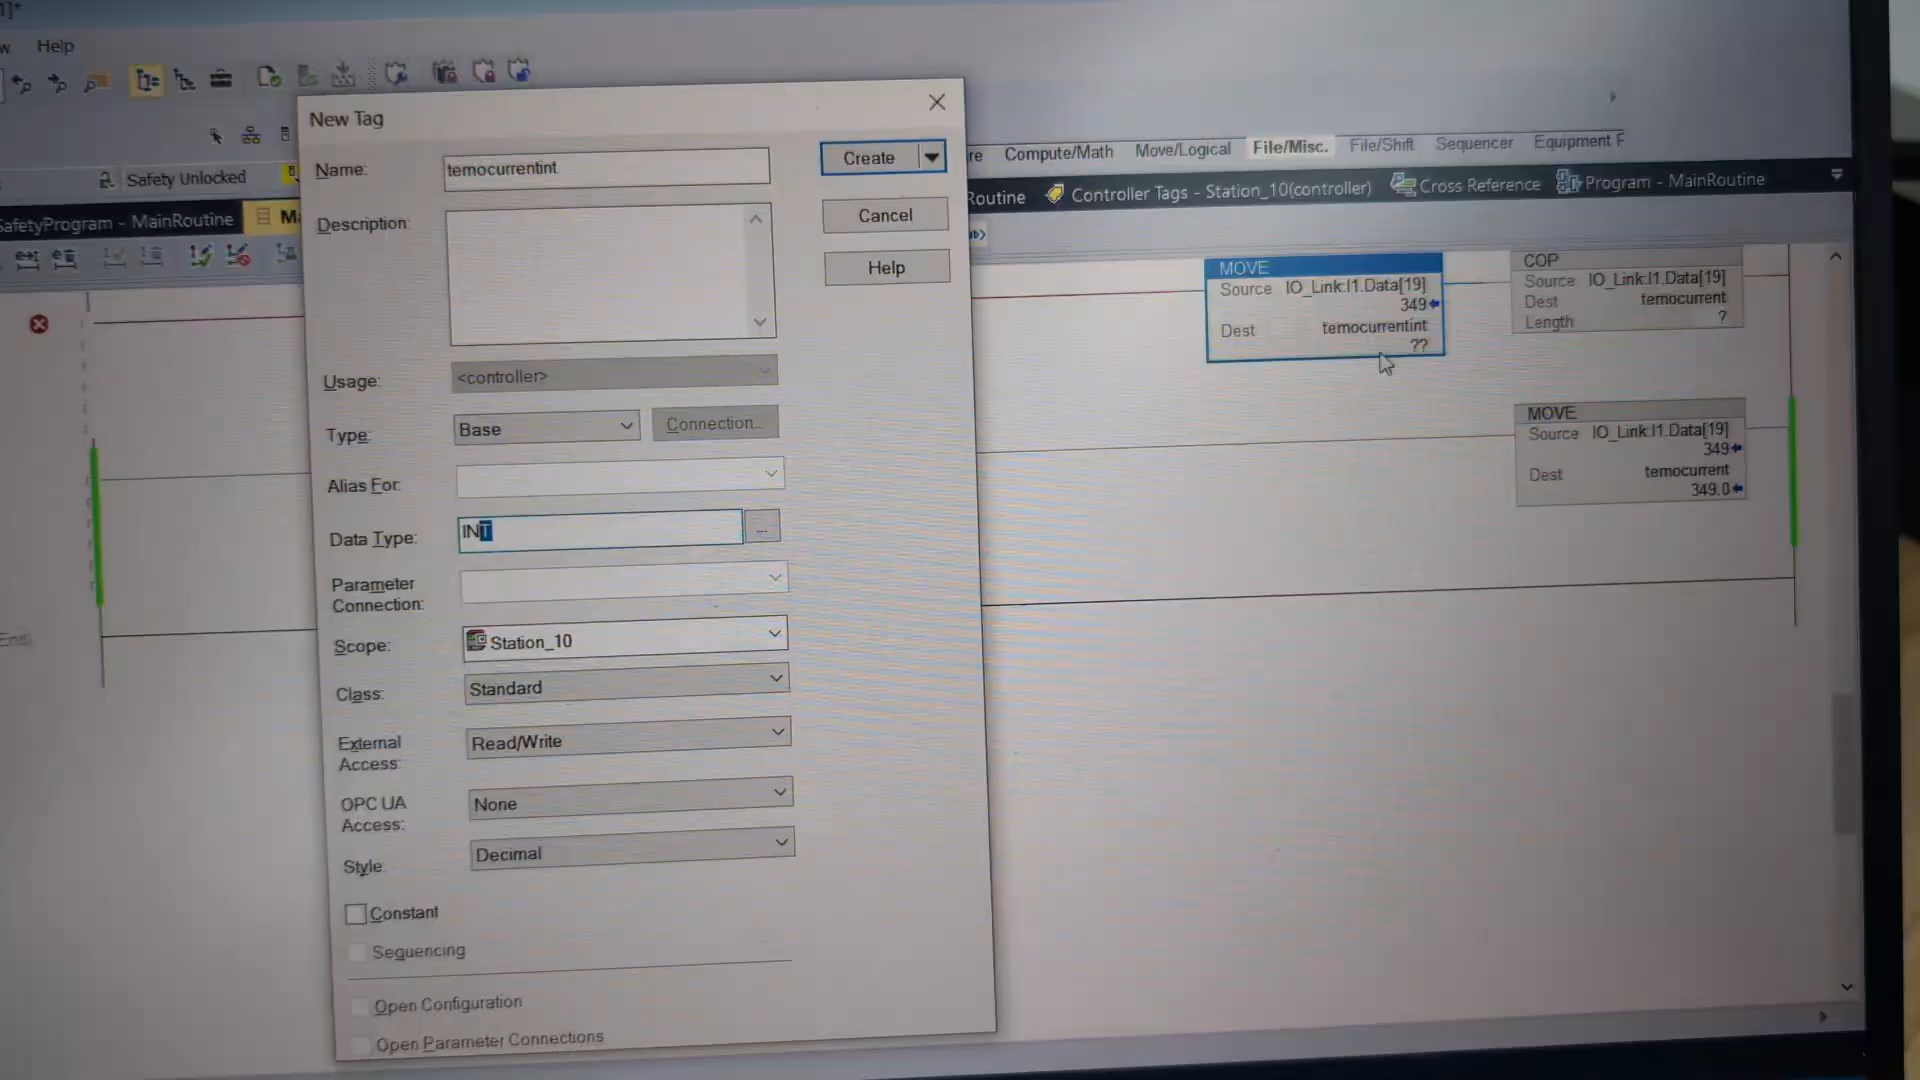 Help
New Tag
Name:
temocurrentint
Create
Description:
Cancel
Help
Usage:
<controller>
Type:
Base
Connection...
Alias For:
Data Type:
INT
...
Parameter
Connection:
Scope:
Station_10
Class:
Standard
External
Access:
Read/Write
OPC UA
Access:
None
Style:
Decimal
Constant
Sequencing
Open Configuration
Open Parameter Connections
Safety Unlocked
SafetyProgram - MainRoutine
Compute/Math
Move/Logical
File/Misc.
File/Shift
Sequencer
Equipment
Routine
Controller Tags - Station_10(controller)
Cross Reference
Program - MainRoutine
MOVE
Source IO_Link:I1.Data[19]
349
Dest temocurrentint
??
COP
Source IO_Link:I1.Data[19]
Dest temocurrent
Length ?
MOVE
Source IO_Link:I1.Data[19]
349
Dest temocurrent
349.0